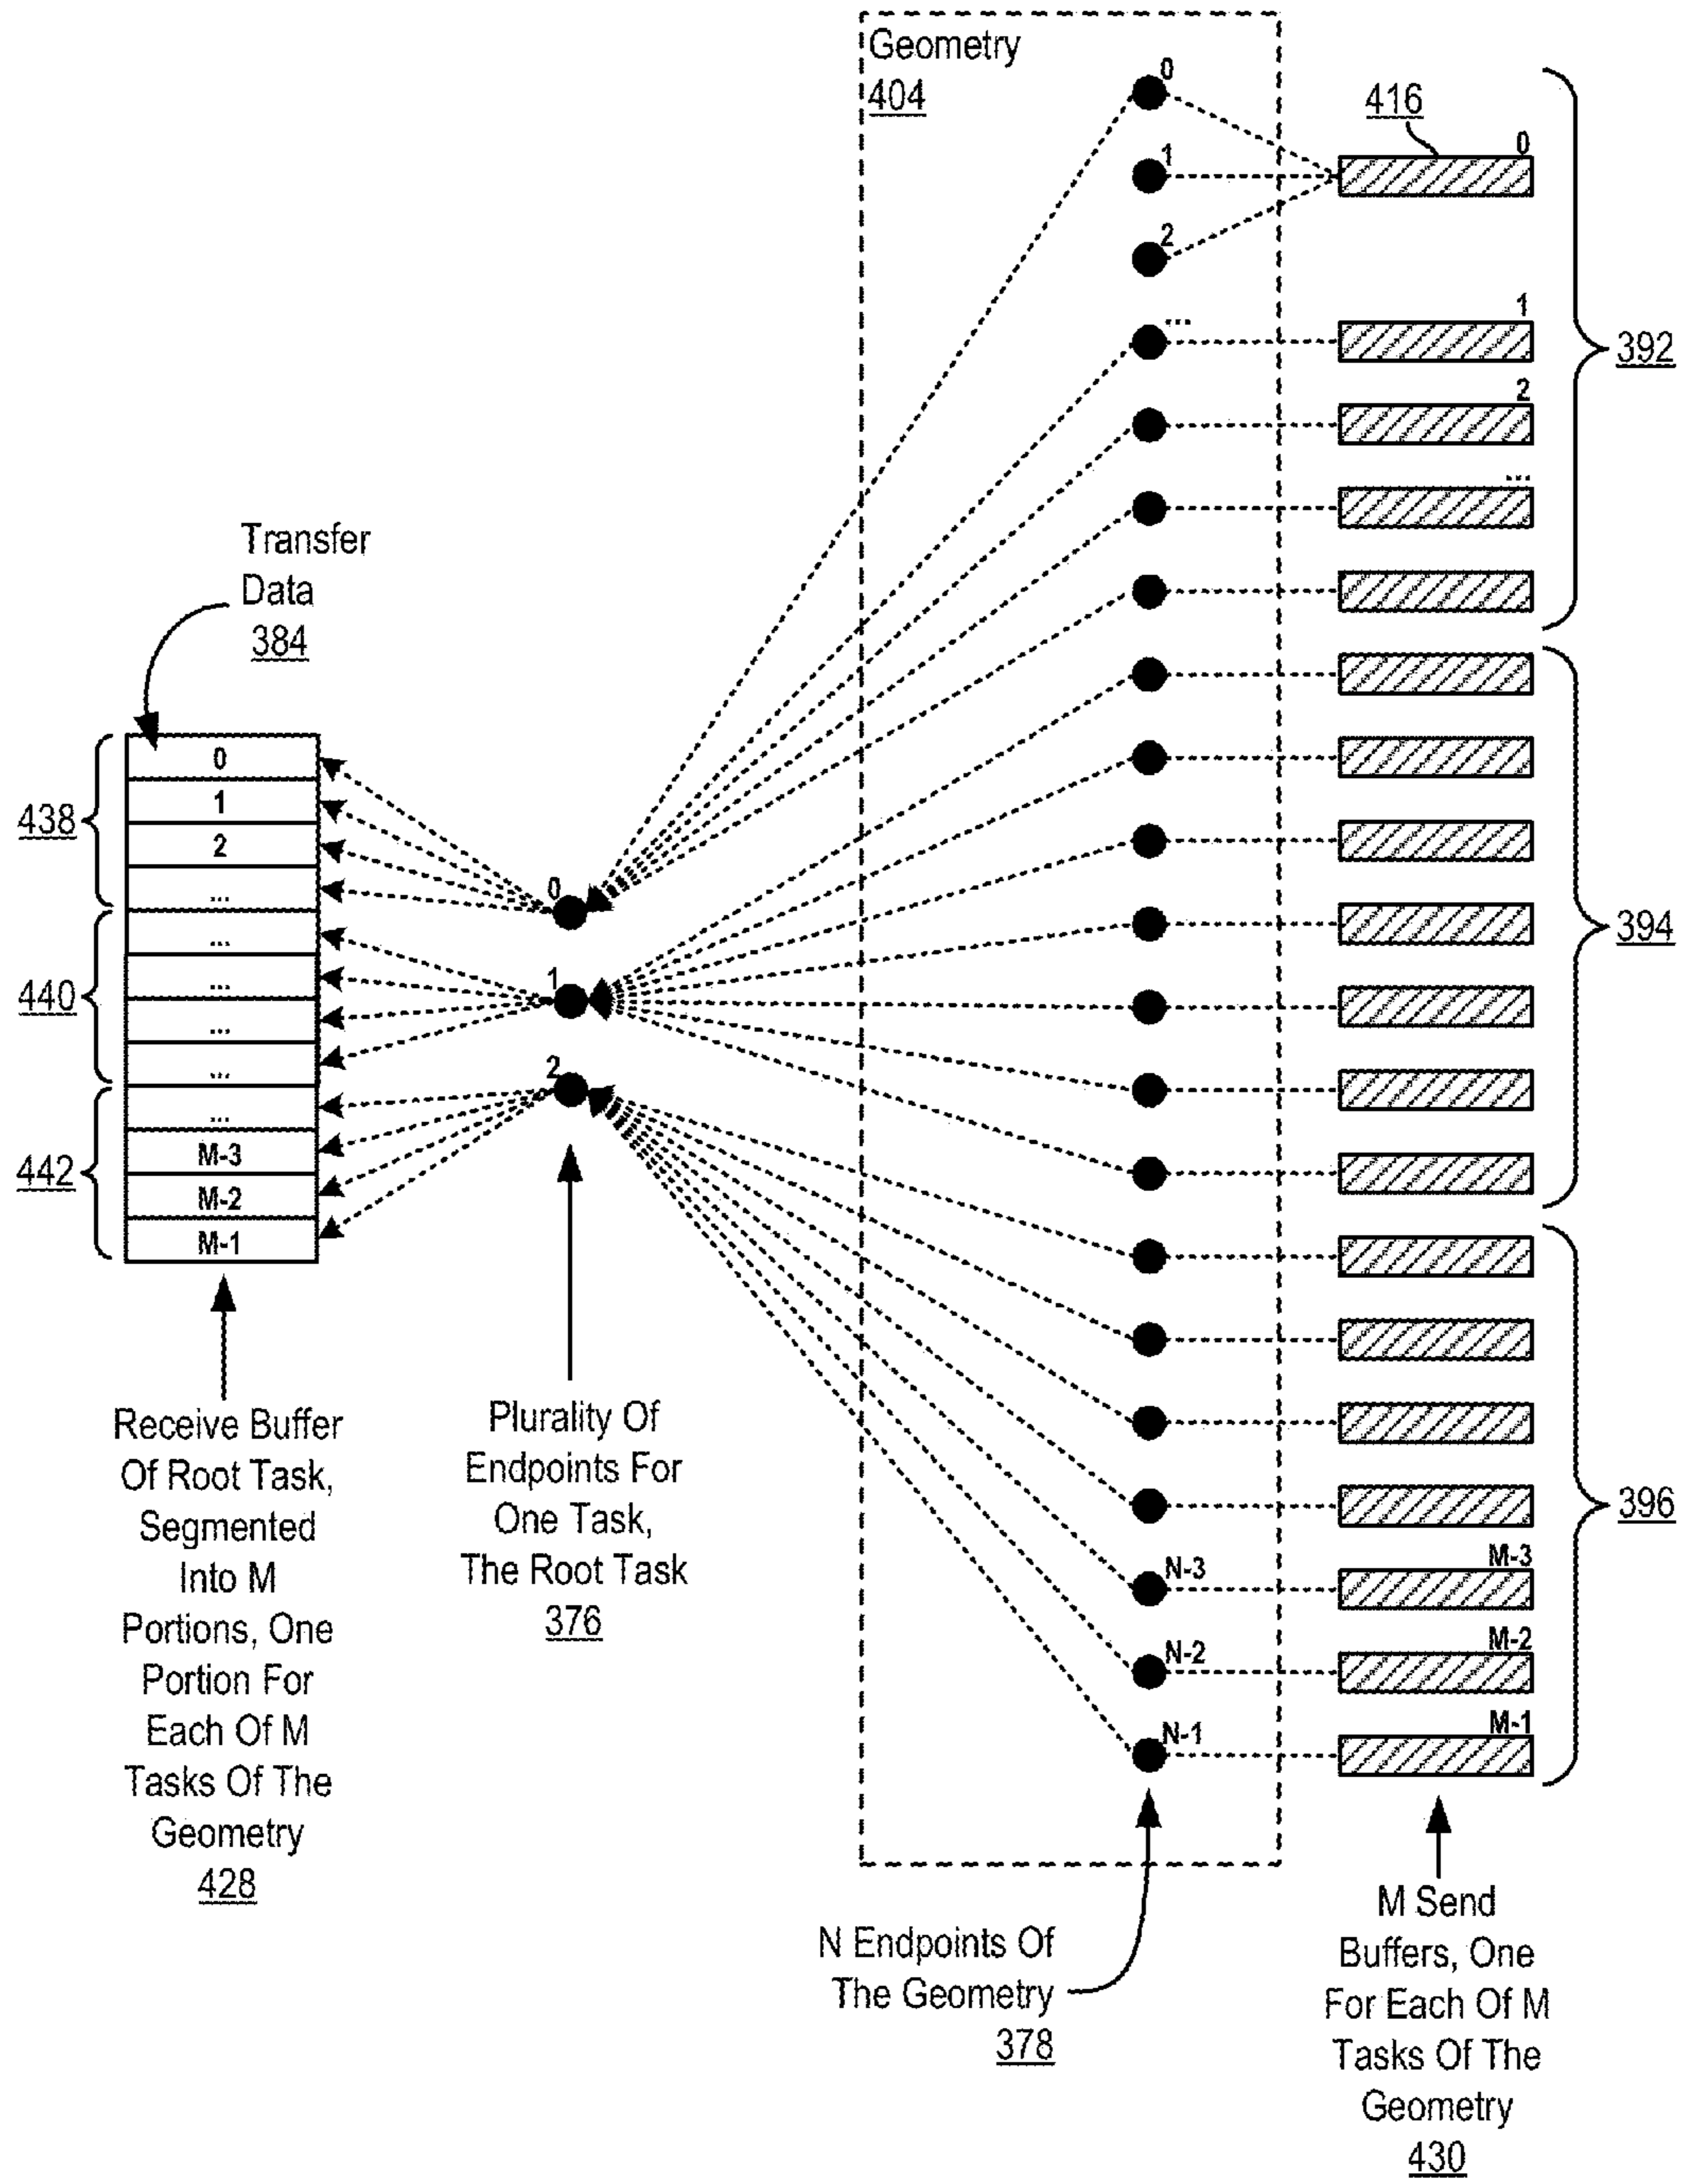 Geometry
404
0
1
2
...
N-3
N-2
N-1
416
0
1
2
...
M-3
M-2
M-1
392
394
396
Transfer
Data
384
438
440
442
0
1
2
...
...
...
...
...
...
M-3
M-2
M-1
0
1
2
Receive Buffer
Of Root Task,
Segmented
Into M
Portions, One
Portion For
Each Of M
Tasks Of The
Geometry
428
Plurality Of
Endpoints For
One Task,
The Root Task
376
N Endpoints Of
The Geometry
378
M Send
Buffers, One
For Each Of M
Tasks Of The
Geometry
430